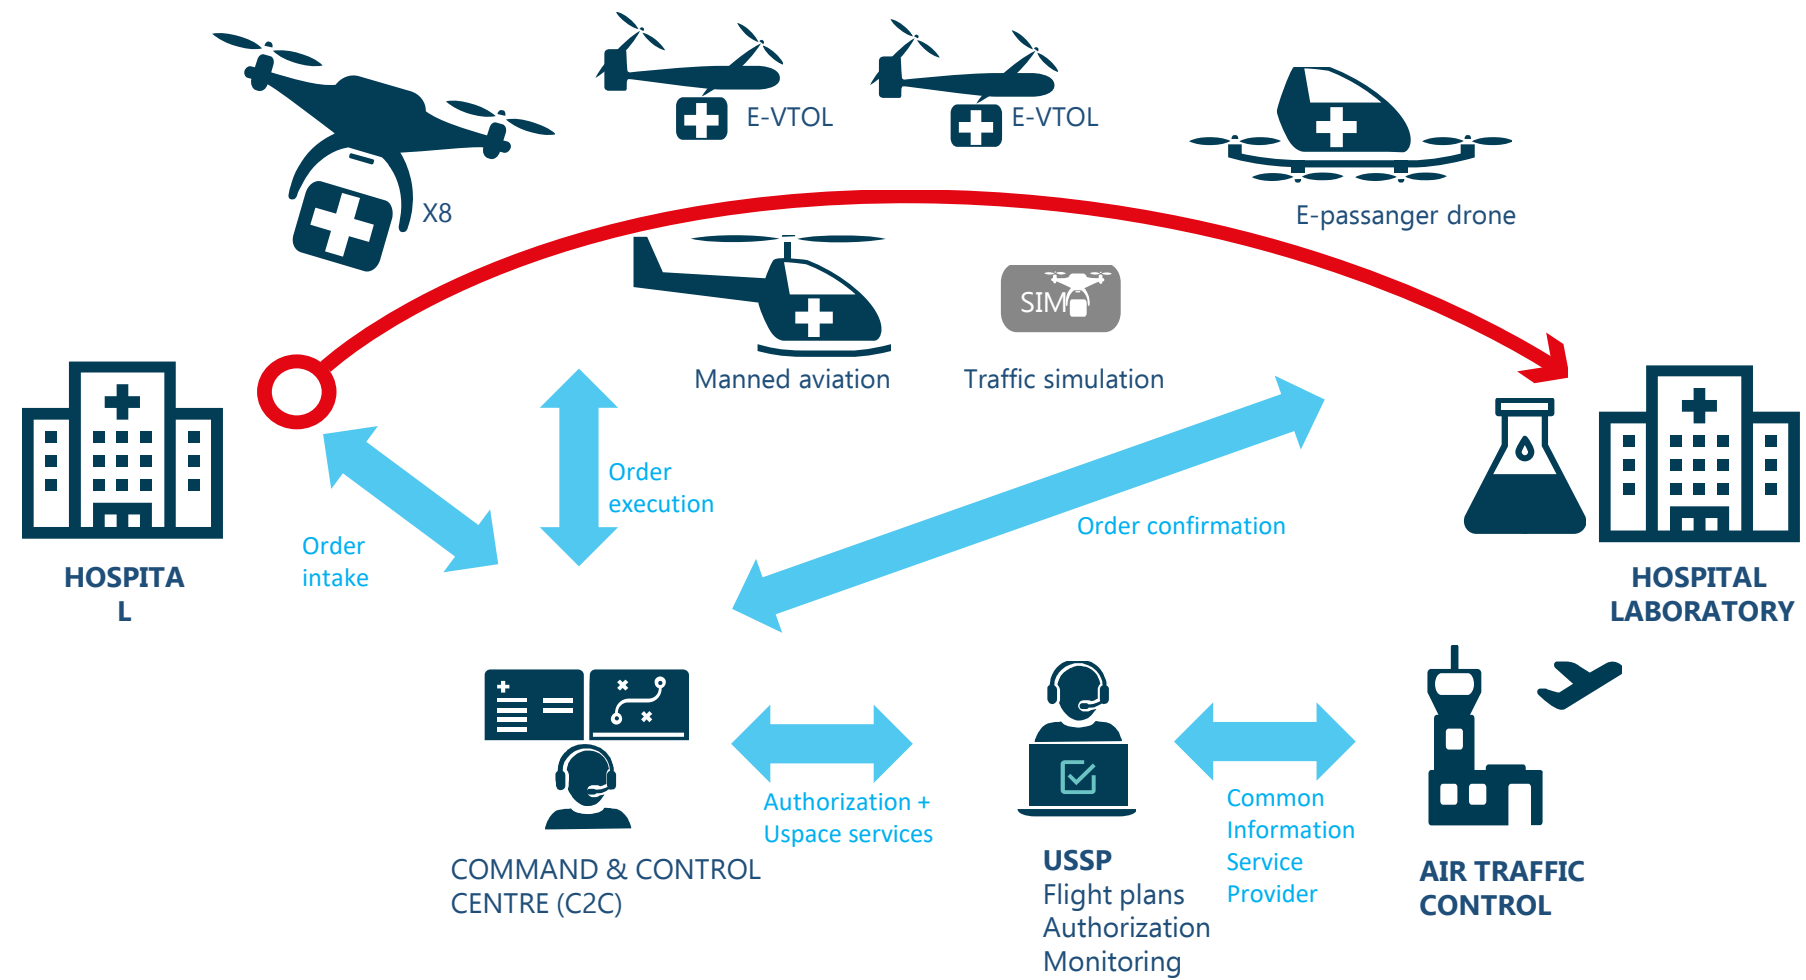 E-VTOL
E-VTOL
X8
E-passanger drone
SIM
Manned aviation
Traffic simulation
Order
execution
Order confirmation
Order
intake
HOSPITA
L
HOSPITAL
LABORATORY
Authorization +
Uspace services
Common
Information
Service
Provider
COMMAND & CONTROL
CENTRE (C2C)
USSP
Flight plans
Authorization
Monitoring
AIR TRAFFIC
CONTROL